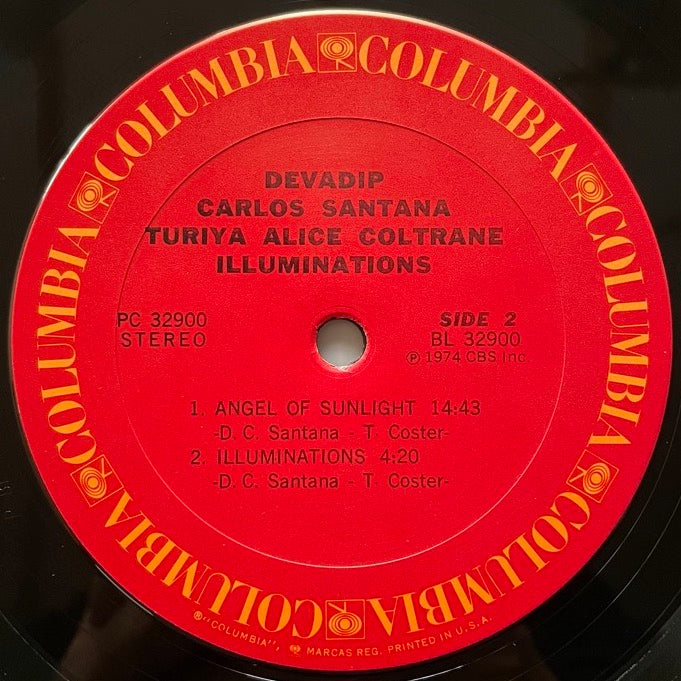 COLUMBIA COLUMBIA COLUMBIA COLUMBIA COLUMBIA COLUMBIA
DEVADIP
CARLOS SANTANA
TURIYA ALICE COLTRANE
ILLUMINATIONS
PC 32900
STEREO
SIDE 2
BL 32900
Ⓟ 1974 CBS Inc.
1. ANGEL OF SUNLIGHT 14:43
-D. C. Santana - T. Coster-
2. ILLUMINATIONS 4:20
-D. C. Santana - T. Coster-
®"COLUMBIA", MARCAS REG. PRINTED IN U.S.A.